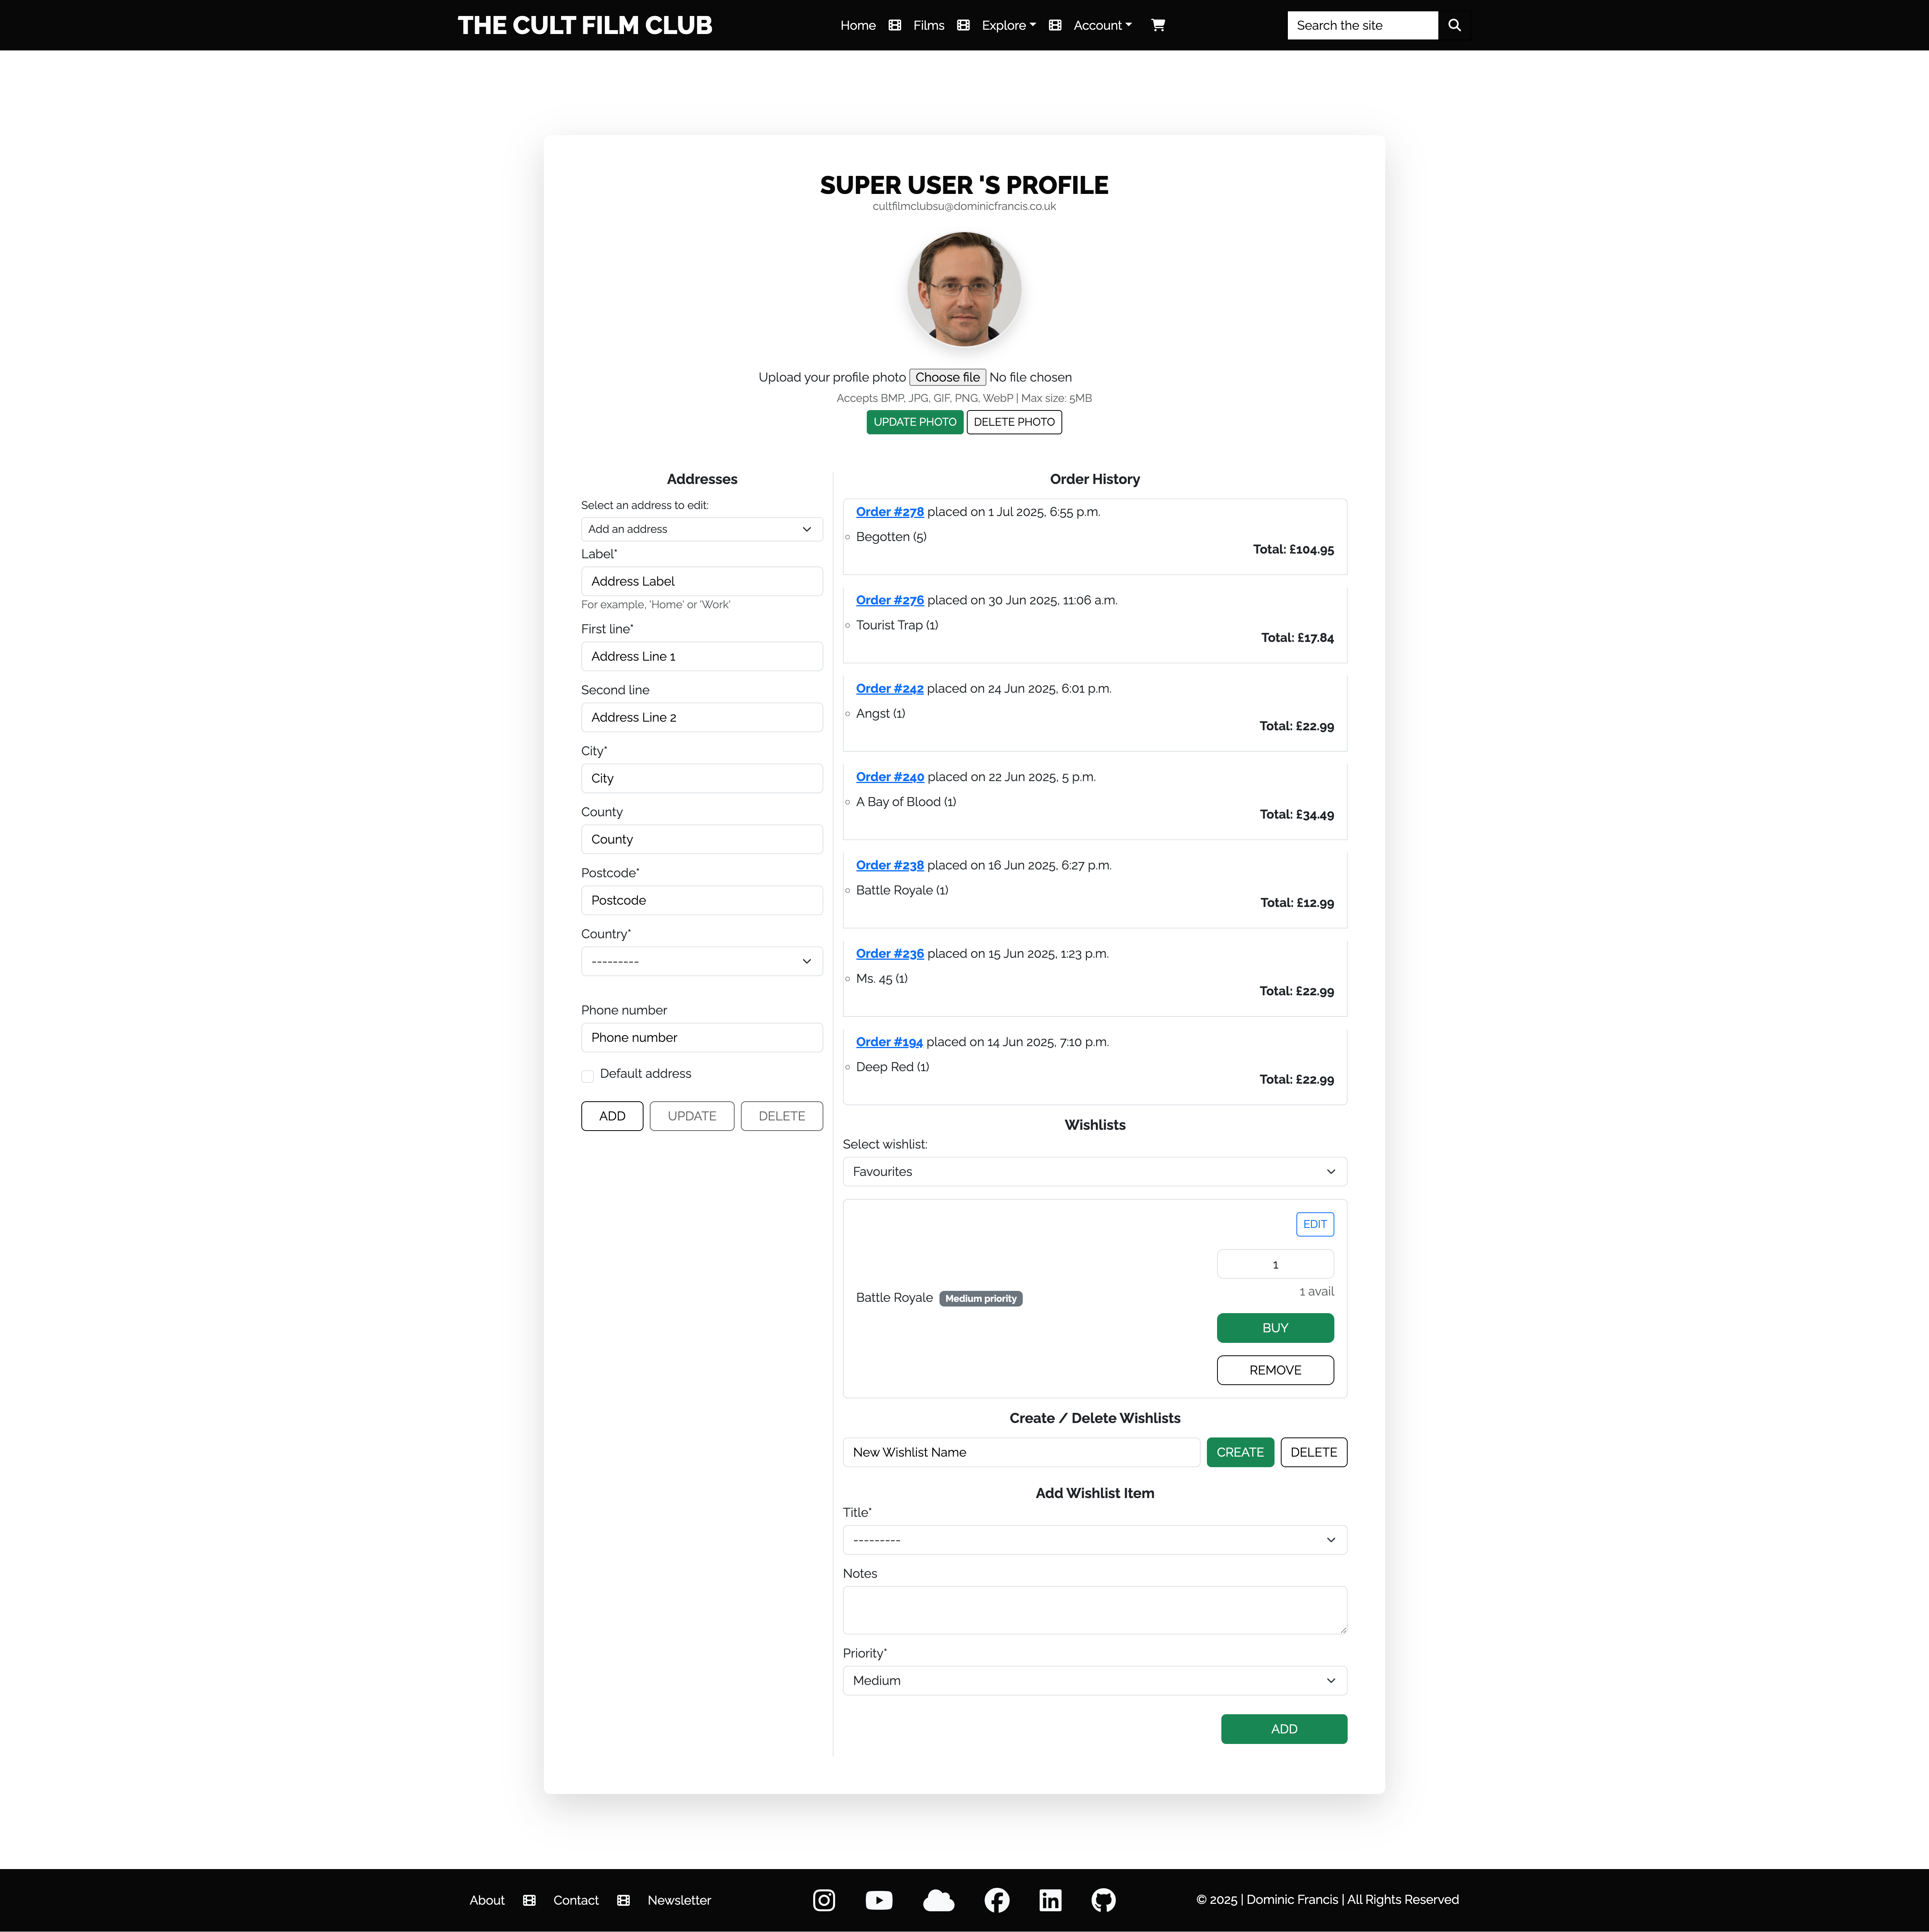 THE CULT FILM CLUB
Home Films Explore Account
Search the site
SUPER USER 'S PROFILE
cultfilmclubsu@dominicfrancis.co.uk
Upload your profile photo Choose file No file chosen
Accepts BMP, JPG, GIF, PNG, WebP | Max size: 5MB
UPDATE PHOTO DELETE PHOTO
Addresses
Select an address to edit:
Add an address
Label*
Address Label
For example, 'Home' or 'Work'
First line*
Address Line 1
Second line
Address Line 2
City*
City
County
County
Postcode*
Postcode
Country*
---------
Phone number
Phone number
Default address
ADD UPDATE DELETE
Order History
Order #278 placed on 1 Jul 2025, 6:55 p.m.
Begotten (5)
Total: £104.95
Order #276 placed on 30 Jun 2025, 11:06 a.m.
Tourist Trap (1)
Total: £17.84
Order #242 placed on 24 Jun 2025, 6:01 p.m.
Angst (1)
Total: £22.99
Order #240 placed on 22 Jun 2025, 5 p.m.
A Bay of Blood (1)
Total: £34.49
Order #238 placed on 16 Jun 2025, 6:27 p.m.
Battle Royale (1)
Total: £12.99
Order #236 placed on 15 Jun 2025, 1:23 p.m.
Ms. 45 (1)
Total: £22.99
Order #194 placed on 14 Jun 2025, 7:10 p.m.
Deep Red (1)
Total: £22.99
Wishlists
Select wishlist:
Favourites
EDIT
1
1 avail
Battle Royale Medium priority
BUY
REMOVE
Create / Delete Wishlists
New Wishlist Name CREATE DELETE
Add Wishlist Item
Title*
---------
Notes
Priority*
Medium
ADD
About Contact Newsletter
© 2025 | Dominic Francis | All Rights Reserved